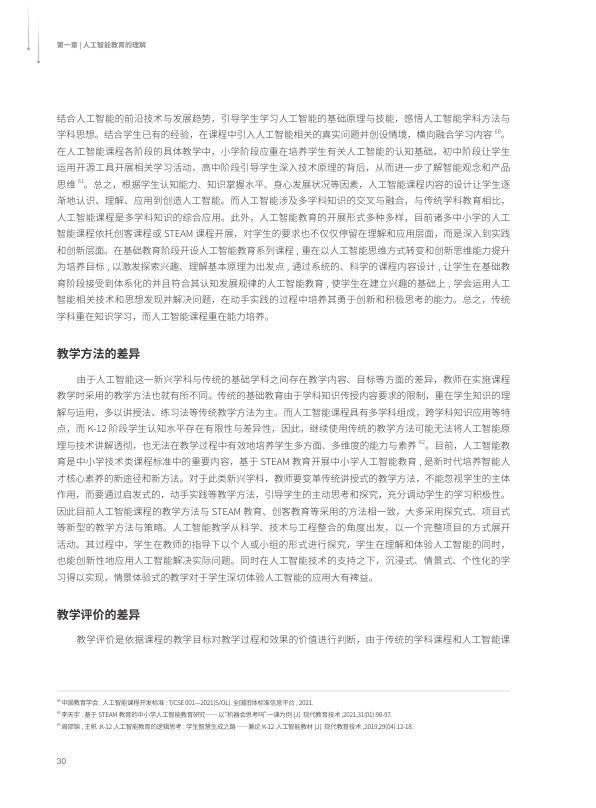 第一章 | 人工智能教育的理解
结合人工智能的前沿技术与发展趋势，引导学生学习人工智能的基础原理与技能，感悟人工智能学科方法与
学科思想。结合学生已有的经验，在课程中引入人工智能相关的真实问题并创设情境，横向融合学习内容 60。
在人工智能课程各阶段的具体教学中，小学阶段应重在培养学生有关人工智能的认知基础，初中阶段让学生
运用开源工具开展相关学习活动，高中阶段引导学生深入技术原理的背后，从而进一步了解智能观念和产品
思维 61。总之，根据学生认知能力、知识掌握水平、身心发展状况等因素，人工智能课程内容的设计让学生逐
渐地认识、理解、应用到创造人工智能。而人工智能涉及多学科知识的交叉与融合，与传统学科教育相比，
人工智能课程是多学科知识的综合应用。此外，人工智能教育的开展形式多种多样，目前诸多中小学的人工
智能课程依托创客课程或 STEAM 课程开展，对学生的要求也不仅仅停留在理解和应用层面，而是深入到实践
和创新层面。在基础教育阶段开设人工智能教育系列课程 , 重在以人工智能思维方式转变和创新思维能力提升
为培养目标 , 以激发探索兴趣、理解基本原理为出发点 , 通过系统的、科学的课程内容设计 , 让学生在基础教
育阶段接受到体系化的并且符合其认知发展规律的人工智能教育 , 使学生在建立兴趣的基础上 , 学会运用人工
智能相关技术和思想发现并解决问题，在动手实践的过程中培养其勇于创新和积极思考的能力。总之，传统
学科重在知识学习，而人工智能课程重在能力培养。
教学方法的差异
由于人工智能这一新兴学科与传统的基础学科之间存在教学内容、目标等方面的差异，教师在实施课程
教学时采用的教学方法也就有所不同。传统的基础教育由于学科知识传授内容要求的限制，重在学生知识的理
解与运用，多以讲授法、练习法等传统教学方法为主。而人工智能课程具有多学科组成，跨学科知识应用等特
点，而 K-12 阶段学生认知水平存在有限性与差异性，因此，继续使用传统的教学方法可能无法将人工智能原
理与技术讲解透彻，也无法在教学过程中有效地培养学生多方面、多维度的能力与素养 62。目前，人工智能教
育是中小学技术类课程标准中的重要内容，基于 STEAM 教育开展中小学人工智能教育 , 是新时代培养智能人
才核心素养的新途径和新方法。对于此类新兴学科，教师要变革传统讲授式的教学方法，不能忽视学生的主体
作用，而要通过启发式的，动手实践等教学方法，引导学生的主动思考和探究，充分调动学生的学习积极性。
因此目前人工智能课程的教学方法与 STEAM 教育、创客教育等采用的方法相一致，大多采用探究式、项目式
等新型的教学方法与策略。人工智能教学从科学、技术与工程整合的角度出发，以一个完整项目的方式展开
活动。其过程中，学生在教师的指导下以个人或小组的形式进行探究，学生在理解和体验人工智能的同时，
也能创新性地应用人工智能解决实际问题。同时在人工智能技术的支持之下，沉浸式、情景式、个性化的学
习得以实现，情景体验式的教学对于学生深切体验人工智能的应用大有裨益。
教学评价的差异
教学评价是依据课程的教学目标对教学过程和效果的价值进行判断，由于传统的学科课程和人工智能课
60 中国教育学会 . 人工智能课程开发标准 : T/CSE 001—2021[S/OL]. 全国团体标准信息平台 , 2021.
61 李天宇 . 基于 STEAM 教育的中小学人工智能教育研究——以“机器会思考吗”一课为例 [J]. 现代教育技术 ,2021,31(01):90-97.
62 周邵锦 , 王帆 .K-12 人工智能教育的逻辑思考 : 学生智慧生成之路——兼论 K-12 人工智能教材 [J]. 现代教育技术 ,2019,29(04):12-18.
30